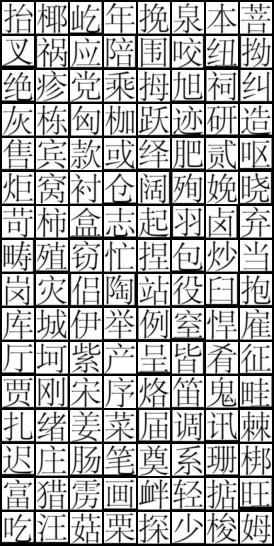 抬椰屹年挽泉本善
叉祸应陪围咬纽拗
绝疹党乘拇旭祠纠
灰栋匈枷跃迹研造
售宾款或绎肥贰呕
炬窝衬仓阔殉娩晓
苛柿盒志起羽卤弃
畴殖窃忙捏包炒当
岗灾侣陶站役臼抱
库城伊举例窒悍雇
厅坷紫产呈皆肴征
贾刚宋序烙笛鬼畦
扎绪姜菜届调讯棘
迟庄肠笔奠系珊梆
富猎雳画衅轻掂旺
吃汪菇栗探少梭姆